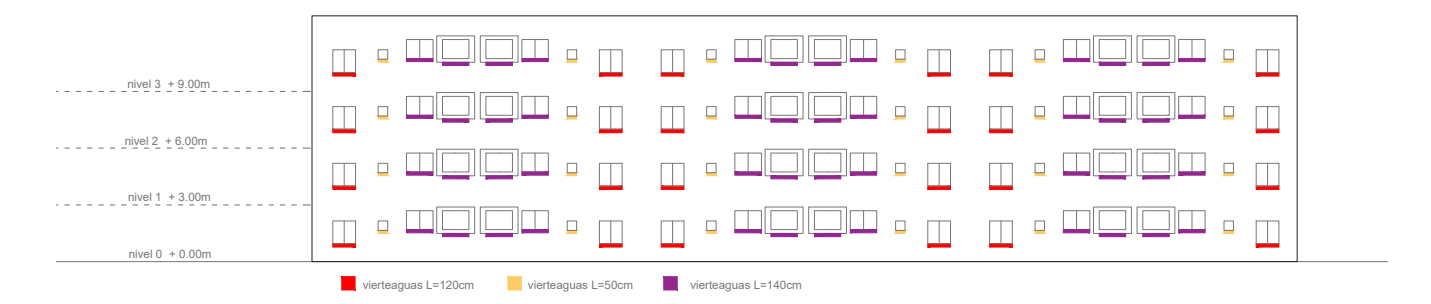 nivel 3 + 9.00m
nivel 2 + 6.00m
nivel 1 + 3.00m
nivel 0 + 0.00m
vierteaguas L=120cm
vierteaguas L=50cm
vierteaguas L=140cm